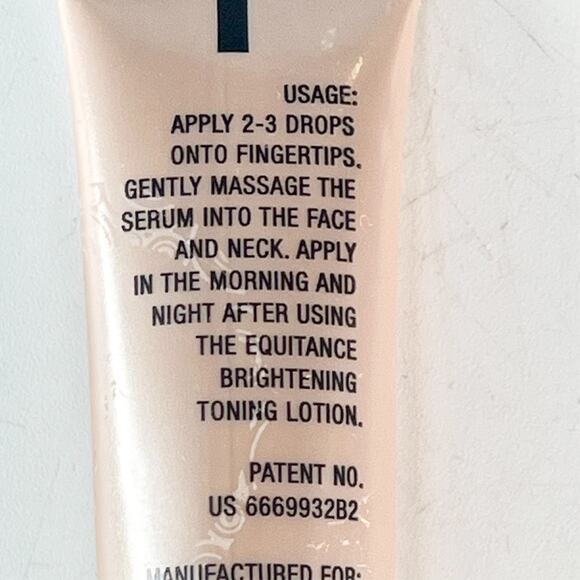 USAGE:
APPLY 2-3 DROPS
ONTO FINGERTIPS.
GENTLY MASSAGE THE
SERUM INTO THE FACE
AND NECK. APPLY
IN THE MORNING AND
NIGHT AFTER USING
THE EQUITANCE
BRIGHTENING
TONING LOTION.
PATENT NO.
US 6669932B2
MANUFACTURED FOR: